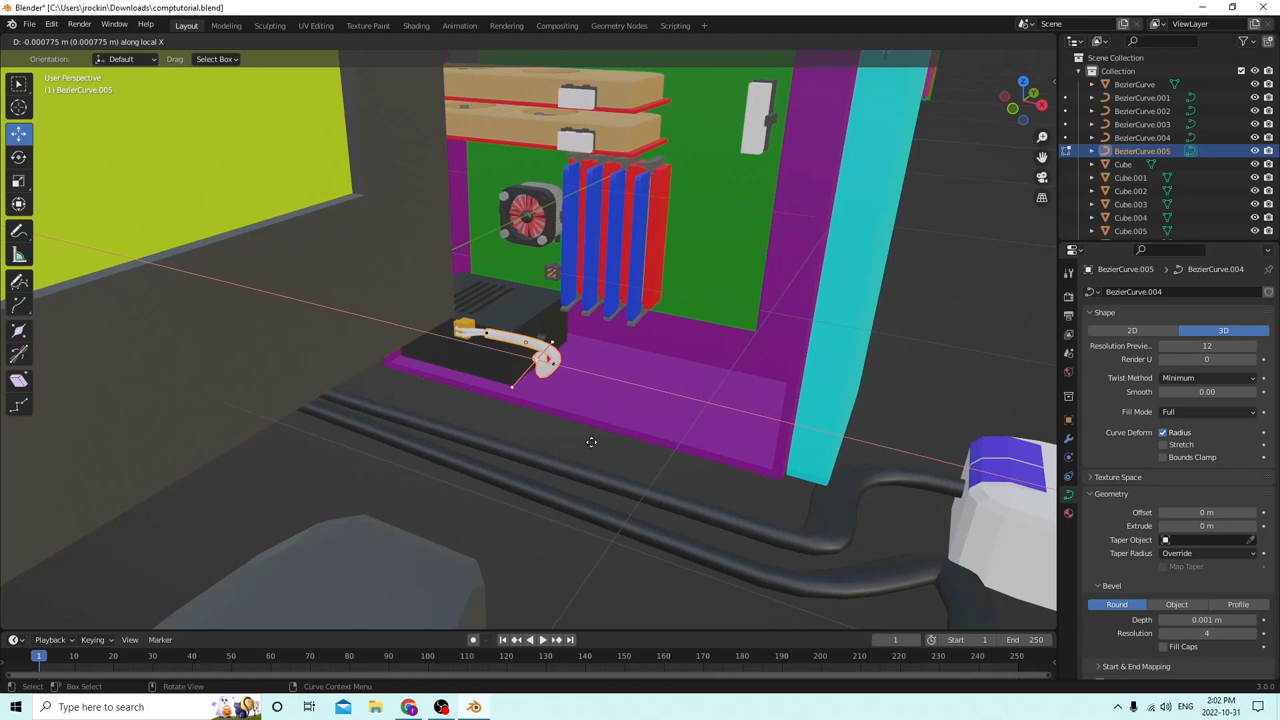 Blender* [C:\Users\jrockin\Downloads\comptutorial.blend]
File Edit Render Window Help Layout Modeling Sculpting UV Editing Texture Paint Shading Animation Rendering Compositing Geometry Nodes Scripting + Scene ViewLayer
D: -0.000775 m (0.000775 m) along local X
Orientation: Default Drag: Select Box
User Perspective
(1) BezierCurve.005
Z
Y
X
Scene Collection
Collection
BezierCurve
BezierCurve.001
BezierCurve.002
BezierCurve.003
BezierCurve.004
BezierCurve.005
Cube
Cube.001
Cube.002
Cube.003
Cube.004
Cube.005
BezierCurve.005 > BezierCurve.004
BezierCurve.004
Shape
2D 3D
Resolution Previe.. 12
Render U 0
Twist Method Minimum
Smooth 0.00
Fill Mode Full
Curve Deform Radius
Stretch
Bounds Clamp
Texture Space
Geometry
Offset 0 m
Extrude 0 m
Taper Object
Taper Radius Override
Map Taper
Bevel
Round Object Profile
Depth 0.001 m
Resolution 4
Fill Caps
Start & End Mapping
Playback Keying View Marker 1 Start 1 End 250
1 10 20 30 40 50 60 70 80 90 100 110 120 130 140 150 160 170 180 190 200 210 220 230 240 250
Select Box Select Rotate View Curve Context Menu 3.0.0
Type here to search ENG 2:02 PM
2022-10-31